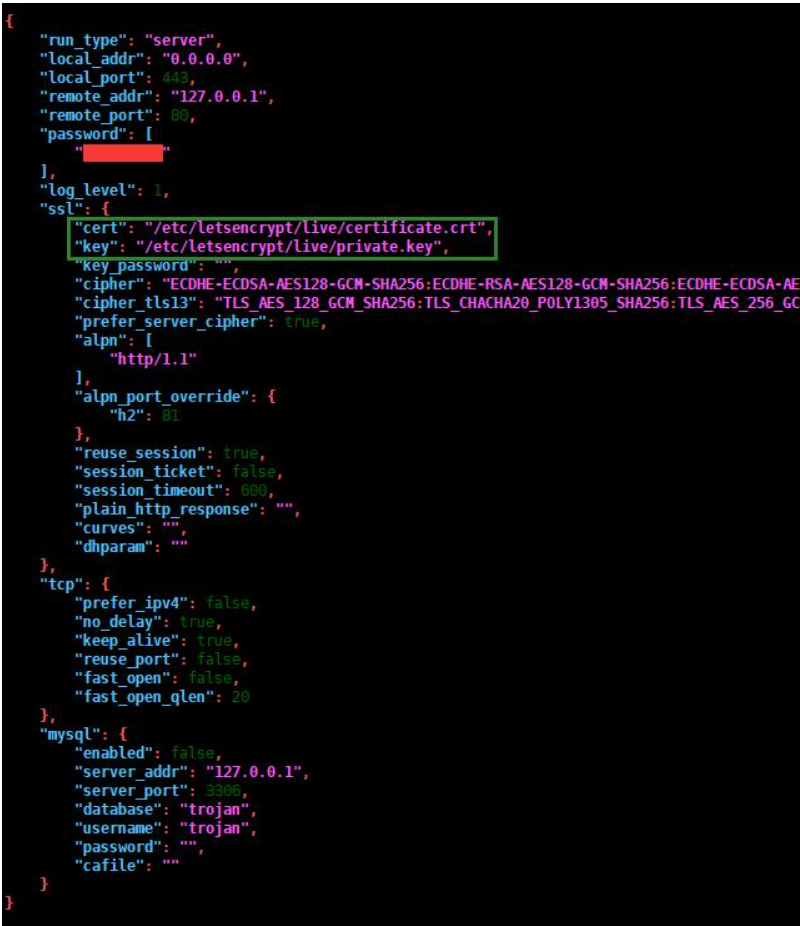 {
    "run_type": "server",
    "local_addr": "0.0.0.0",
    "local_port": 443,
    "remote_addr": "127.0.0.1",
    "remote_port": 80,
    "password": [
        ""
    ],
    "log_level": 1,
    "ssl": {
        "cert": "/etc/letsencrypt/live/certificate.crt",
        "key": "/etc/letsencrypt/live/private.key",
        "key_password": "",
        "cipher": "ECDHE-ECDSA-AES128-GCM-SHA256:ECDHE-RSA-AES128-GCM-SHA256:ECDHE-ECDSA-AE
        "cipher_tls13": "TLS_AES_128_GCM_SHA256:TLS_CHACHA20_POLY1305_SHA256:TLS_AES_256_GC
        "prefer_server_cipher": true,
        "alpn": [
            "http/1.1"
        ],
        "alpn_port_override": {
            "h2": 81
        },
        "reuse_session": true,
        "session_ticket": false,
        "session_timeout": 600,
        "plain_http_response": "",
        "curves": "",
        "dhparam": ""
    },
    "tcp": {
        "prefer_ipv4": false,
        "no_delay": true,
        "keep_alive": true,
        "reuse_port": false,
        "fast_open": false,
        "fast_open_qlen": 20
    },
    "mysql": {
        "enabled": false,
        "server_addr": "127.0.0.1",
        "server_port": 3306,
        "database": "trojan",
        "username": "trojan",
        "password": "",
        "cafile": ""
    }
}